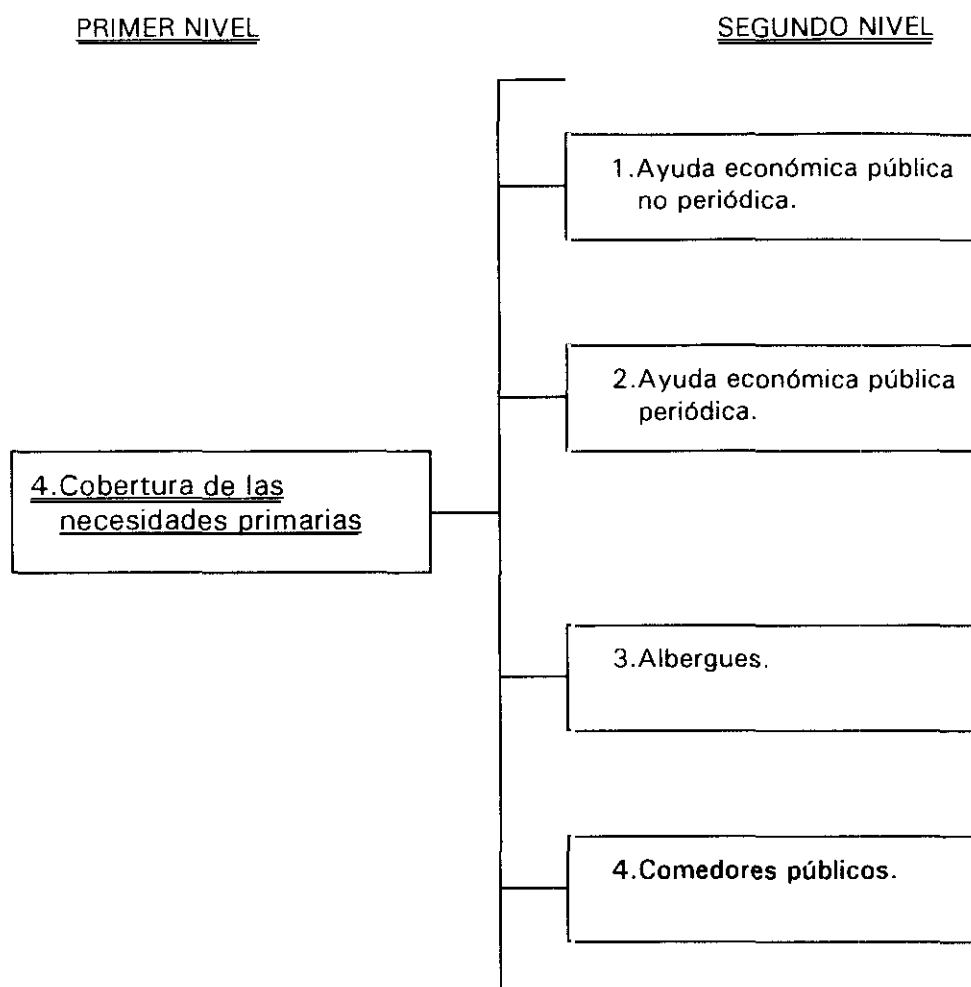 PRIMER NIVEL
SEGUNDO NIVEL
1.Ayuda económica pública
no periódica.
2.Ayuda económica pública
periódica.
4.Cobertura de las
necesidades primarias
3.Albergues.
4.Comedores públicos.